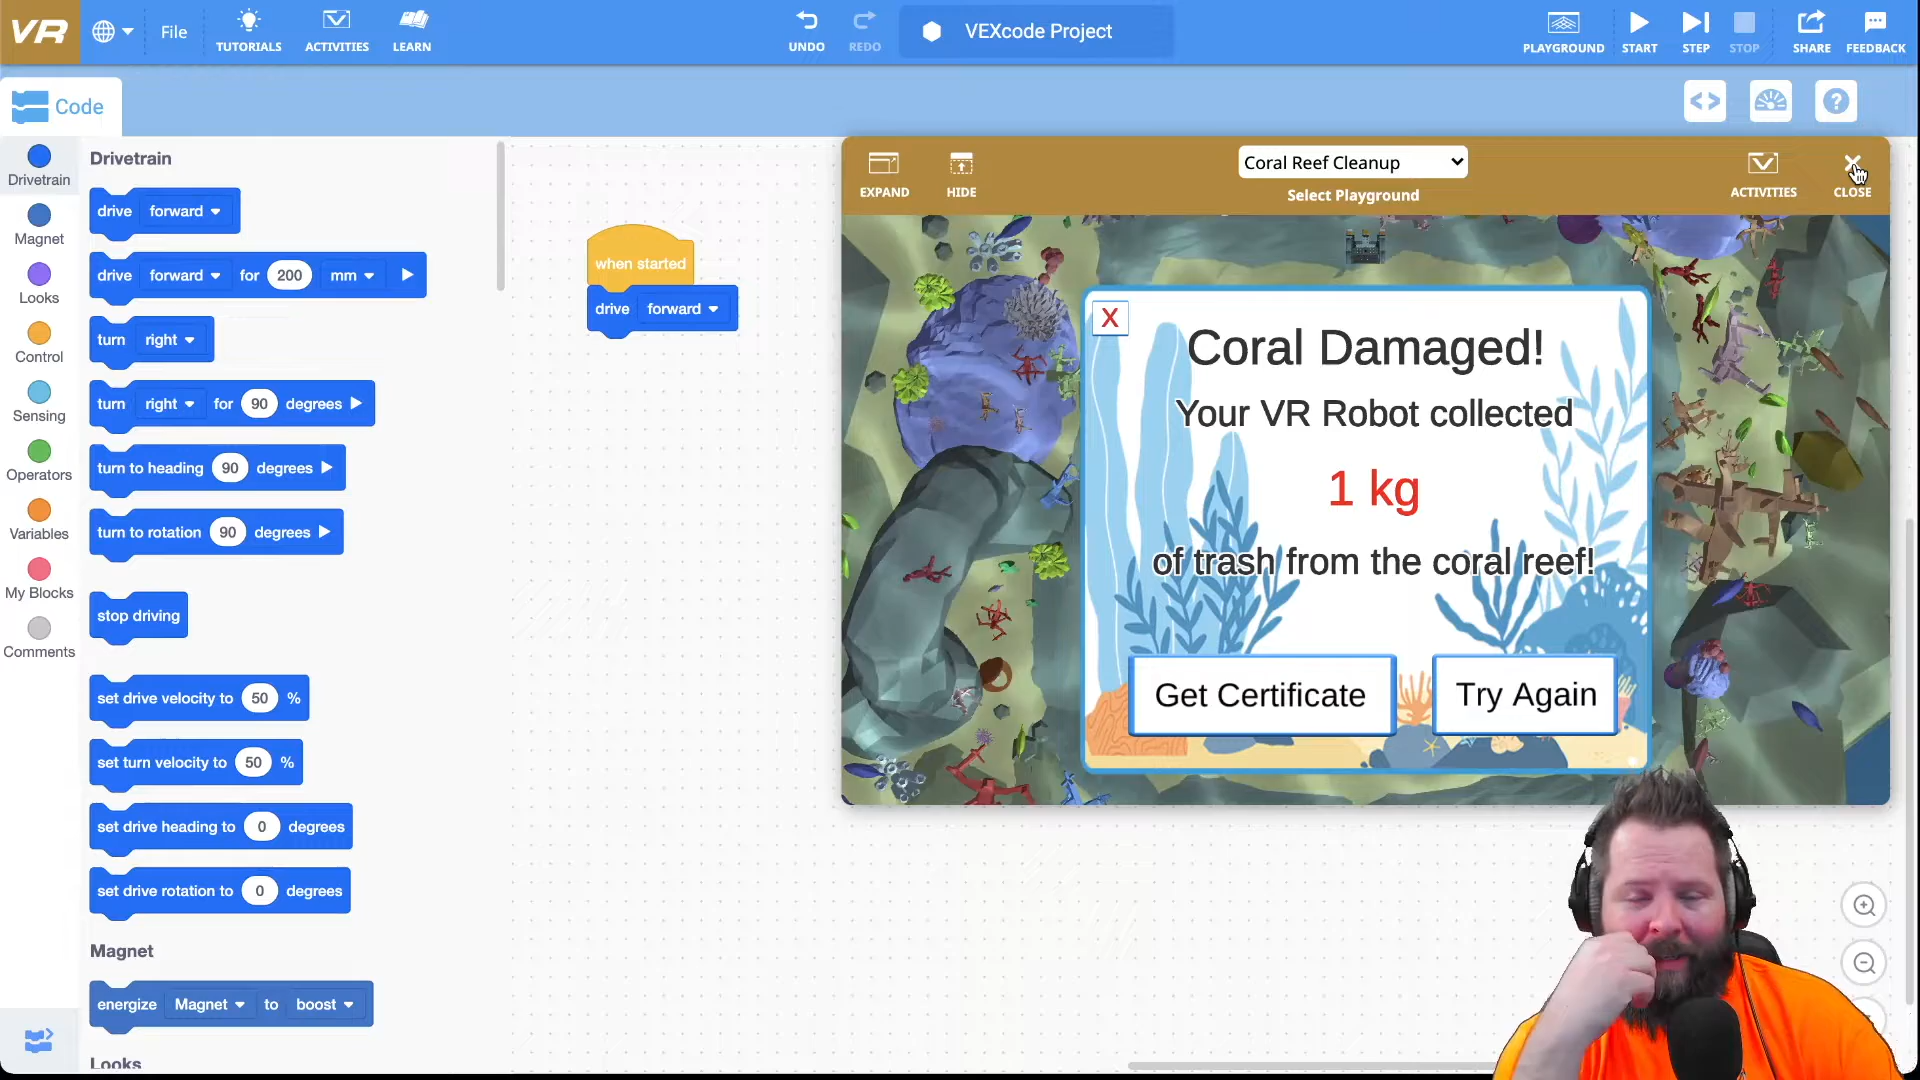 VR
File
TUTORIALS
ACTIVITIES
LEARN
UNDO
REDO
VEXcode Project
PLAYGROUND
START
STEP
STOP
SHARE
FEEDBACK
Code
Drivetrain
Magnet
Looks
Control
Sensing
Operators
Variables
My Blocks
Comments
Drivetrain
drive forward
drive forward for 200 mm
turn right
turn right for 90 degrees
turn to heading 90 degrees
turn to rotation 90 degrees
stop driving
set drive velocity to 50 %
set turn velocity to 50 %
set drive heading to 0 degrees
set drive rotation to 0 degrees
Magnet
energize Magnet to boost
Looks
when started
drive forward
EXPAND
HIDE
Coral Reef Cleanup
Select Playground
ACTIVITIES
CLOSE
X
Coral Damaged!
Your VR Robot collected
1 kg
of trash from the coral reef!
Get Certificate
Try Again